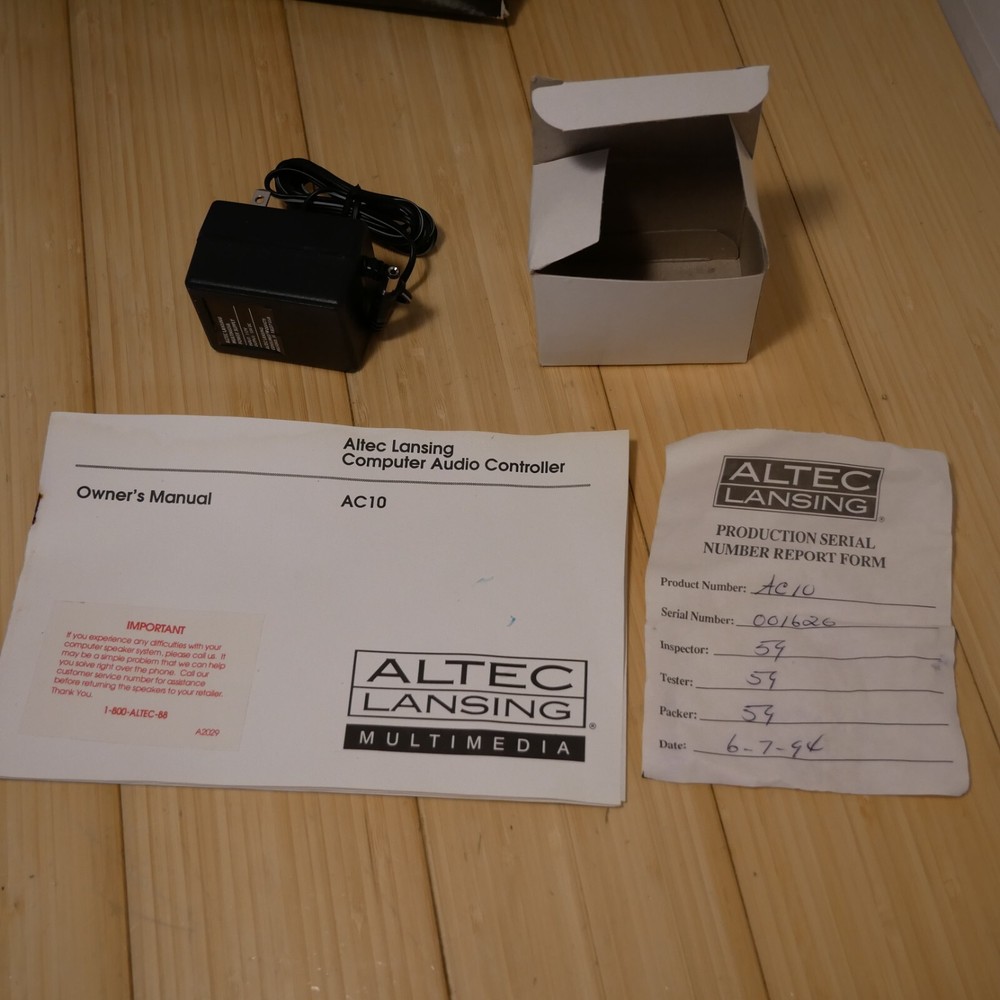 Altec Lansing
Computer Audio Controller
Owner's Manual
AC10
IMPORTANT
If you experience any difficulties with your
computer speaker system, please call us. It
may be a simple problem that we can help
you solve right over the phone. Call our
customer service number for assistance
before returning the speakers to your retailer.
Thank You.
1-800-ALTEC-88
A2029
ALTEC
LANSING®
MULTIMEDIA
ALTEC
LANSING®
PRODUCTION SERIAL
NUMBER REPORT FORM
Product Number: AC10
Serial Number: 001626
Inspector: 54
Tester: 54
Packer: 54
Date: 6-7-94